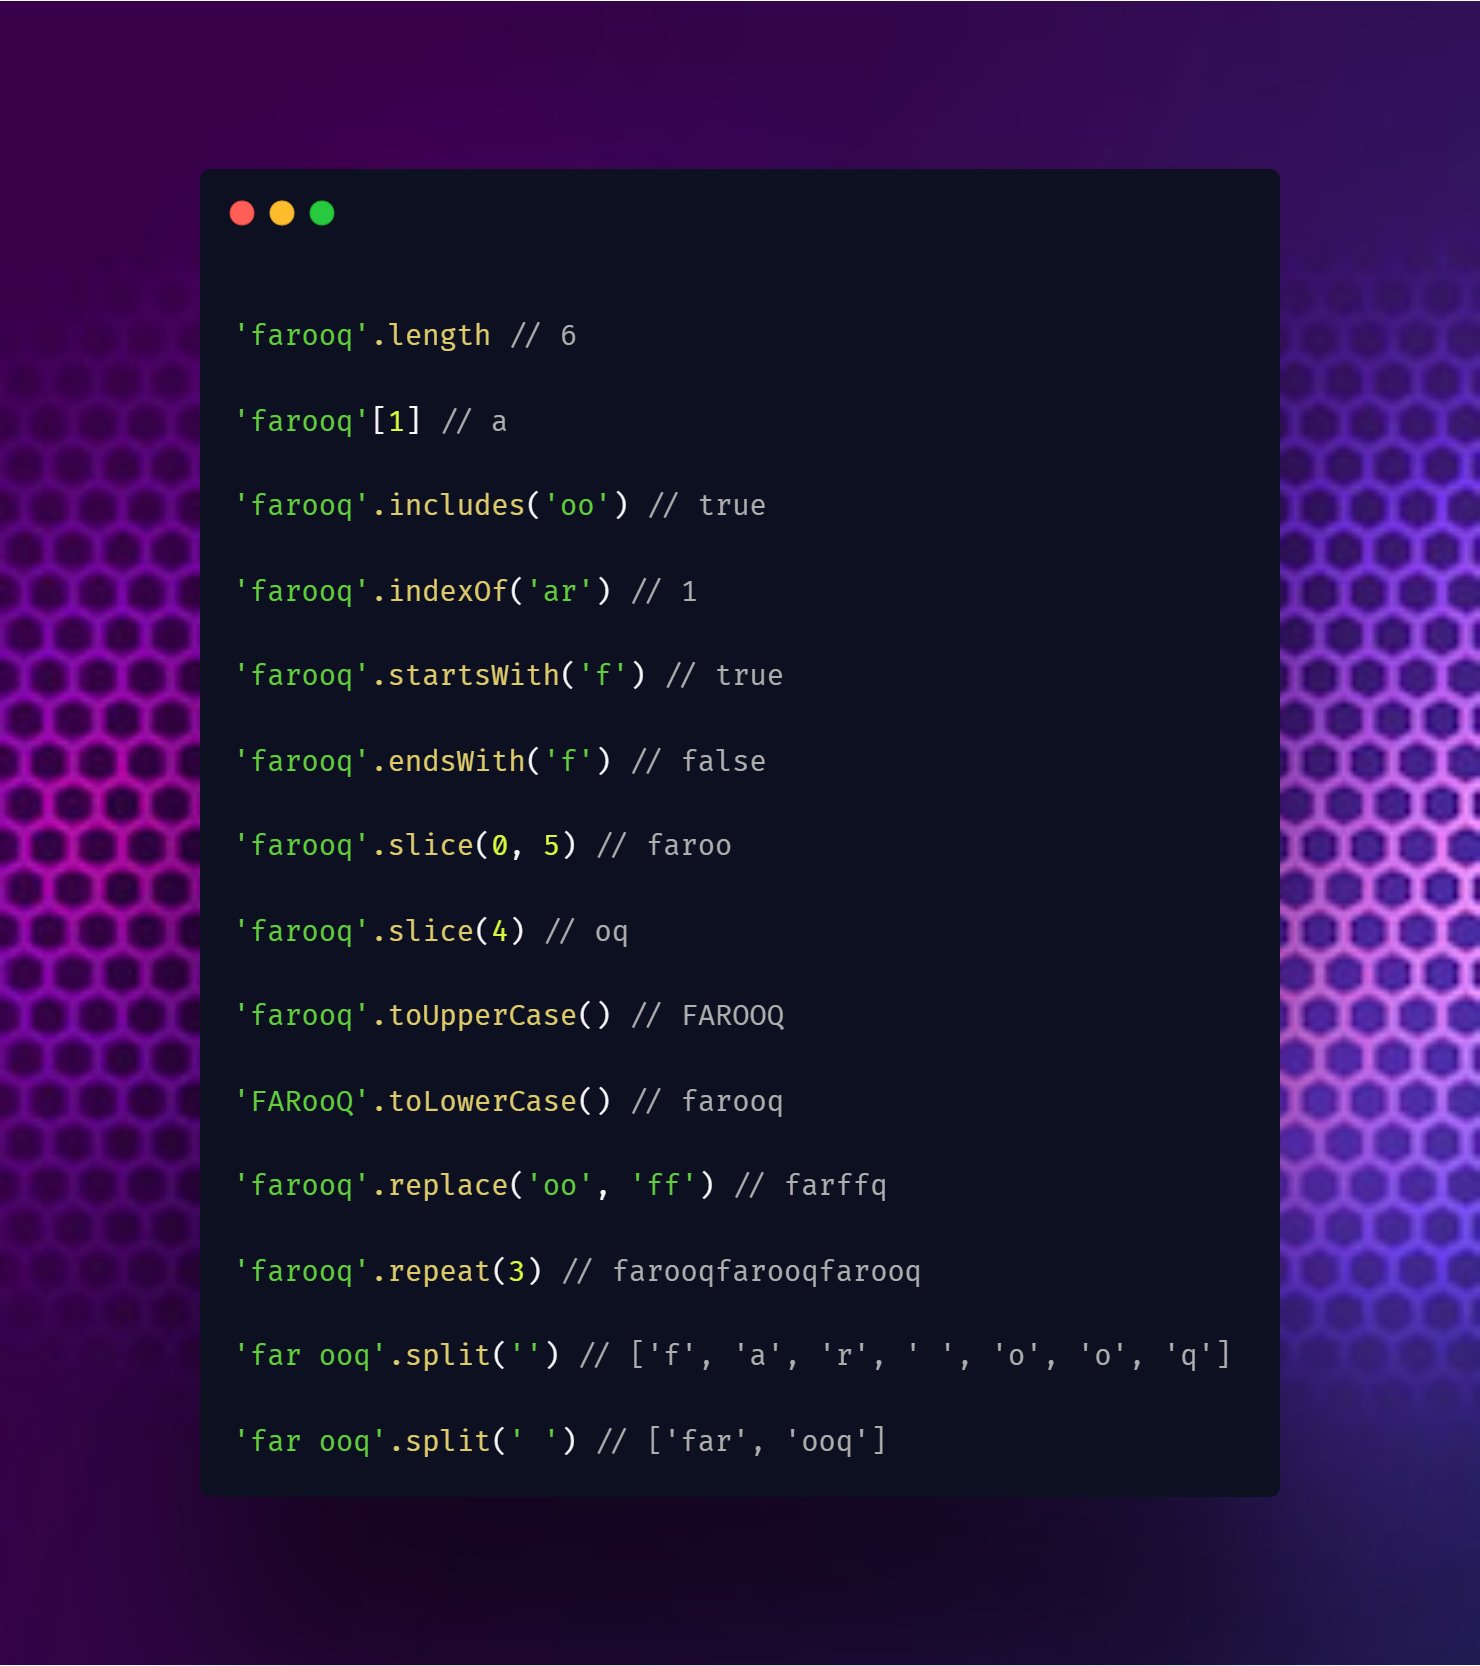 'farooq'.length // 6
'farooq'[1] // a
'farooq'.includes('oo') // true
'farooq'.indexOf('ar') // 1
'farooq'.startsWith('f') // true
'farooq'.endsWith('f') // false
'farooq'.slice(0, 5) // faroo
'farooq'.slice(4) // oq
'farooq'.toUpperCase() // FAROOQ
'FARooQ'.toLowerCase() // farooq
'farooq'.replace('oo', 'ff') // farffq
'farooq'.repeat(3) // farooqfarooqfarooq
'far ooq'.split('') // ['f', 'a', 'r', ' ', 'o', 'o', 'q']
'far ooq'.split(' ') // ['far', 'ooq']